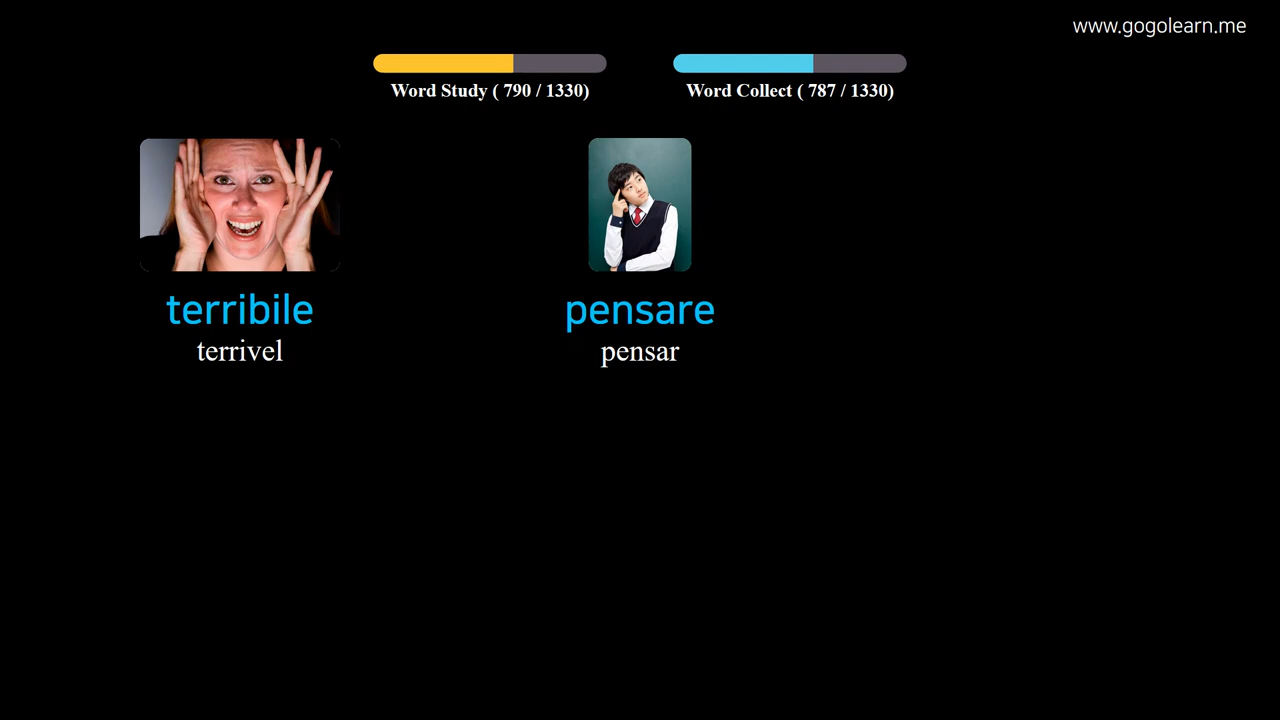 www.gogolearn.me
Word Study ( 790 / 1330)
Word Collect ( 787 / 1330)
terribile
terrivel
pensare
pensar